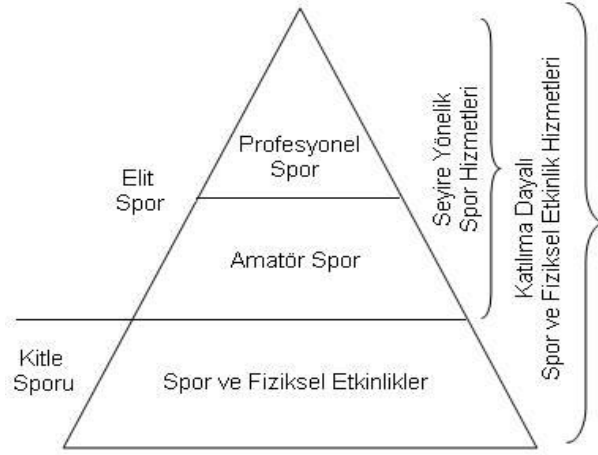 Profesyonel
Spor
Elit
Spor
Amatör Spor
Kitle
Sporu
Spor ve Fiziksel Etkinlikler
Seyire Yönelik
Spor Hizmetleri
Katılıma Dayalı
Spor ve Fiziksel Etkinlik Hizmetleri